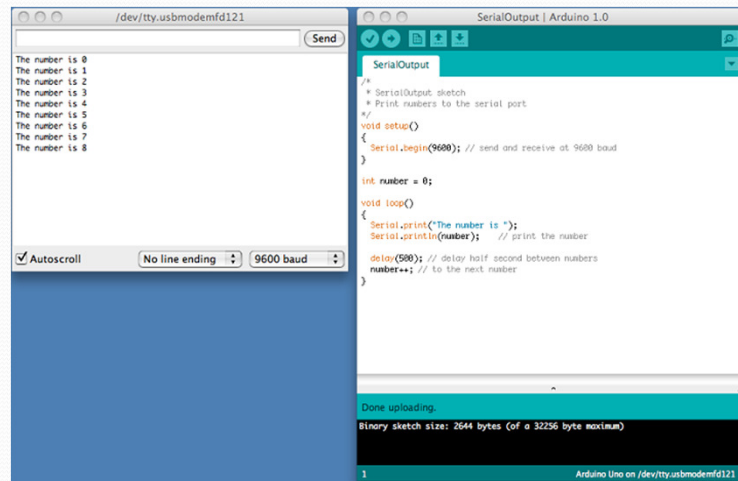 /dev/tty.usbmodemfd121
Send
The number is 0
The number is 1
The number is 2
The number is 3
The number is 4
The number is 5
The number is 6
The number is 7
The number is 8
Autoscroll
No line ending
9600 baud
SerialOutput | Arduino 1.0
SerialOutput
/*
* SerialOutput sketch
* Print numbers to the serial port
*/
void setup()
{
Serial.begin(9600); // send and receive at 9600 baud
}
int number = 0;
void loop()
{
Serial.print("The number is ");
Serial.println(number); // print the number
delay(500); // delay half second between numbers
number++; // to the next number
}
Done uploading.
Binary sketch size: 2644 bytes (of a 32256 byte maximum)
1
Arduino Uno on /dev/tty.usbmodemfd121